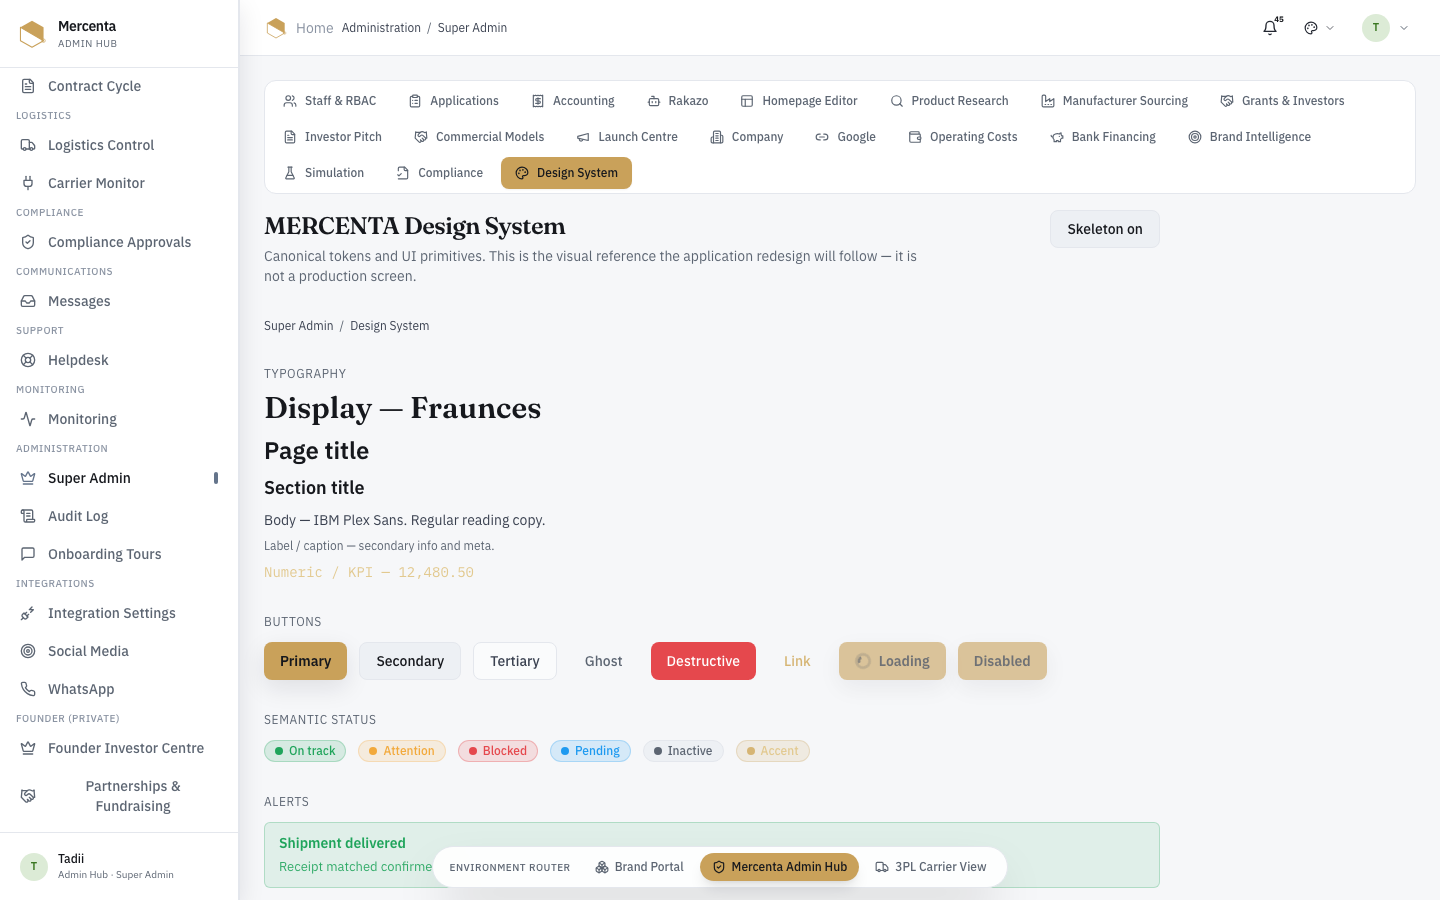 Mercenta
ADMIN HUB
Contract Cycle
LOGISTICS
Logistics Control
Carrier Monitor
COMPLIANCE
Compliance Approvals
COMMUNICATIONS
Messages
SUPPORT
Helpdesk
MONITORING
Monitoring
ADMINISTRATION
Super Admin
Audit Log
Onboarding Tours
INTEGRATIONS
Integration Settings
Social Media
WhatsApp
FOUNDER (PRIVATE)
Founder Investor Centre
Partnerships &
Fundraising
T
Tadii
Admin Hub · Super Admin
Home Administration / Super Admin
45
T
Staff & RBAC Applications Accounting Rakazo Homepage Editor Product Research Manufacturer Sourcing Grants & Investors
Investor Pitch Commercial Models Launch Centre Company Google Operating Costs Bank Financing Brand Intelligence
Simulation Compliance Design System
MERCENTA Design System
Skeleton on
Canonical tokens and UI primitives. This is the visual reference the application redesign will follow — it is
not a production screen.
Super Admin / Design System
TYPOGRAPHY
Display — Fraunces
Page title
Section title
Body — IBM Plex Sans. Regular reading copy.
Label / caption — secondary info and meta.
Numeric / KPI — 12,480.50
BUTTONS
Primary Secondary Tertiary Ghost Destructive Link Loading Disabled
SEMANTIC STATUS
On track Attention Blocked Pending Inactive Accent
ALERTS
Shipment delivered
Receipt matched confirme
ENVIRONMENT ROUTER Brand Portal Mercenta Admin Hub 3PL Carrier View